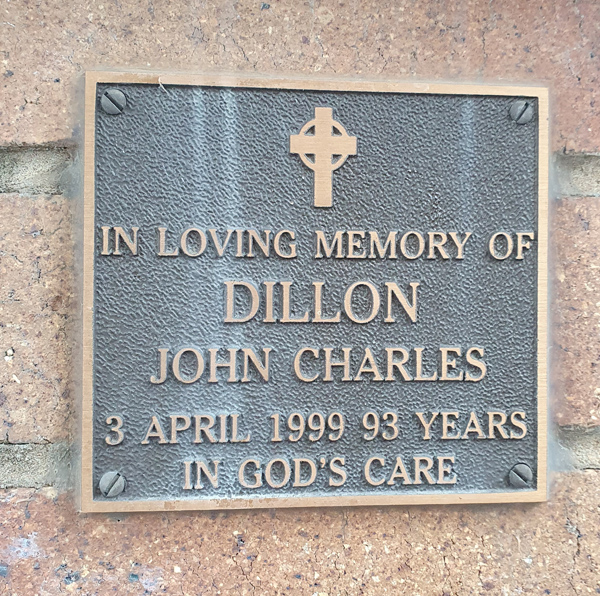 IN LOVING MEMORY OF
DILLON
JOHN CHARLES
3 APRIL 1999 93 YEARS
IN GOD'S CARE